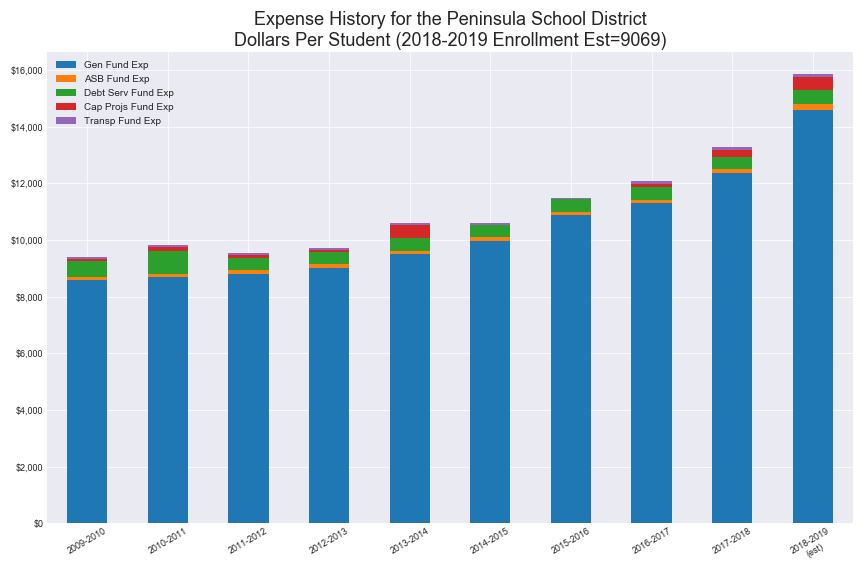 Expense History for the Peninsula School District
Dollars Per Student (2018-2019 Enrollment Est=9069)
Gen Fund Exp
ASB Fund Exp
Debt Serv Fund Exp
Cap Projs Fund Exp
Transp Fund Exp
$16,000
$14,000
$12,000
$10,000
$8,000
$6,000
$4,000
$2,000
$0
2009-2010
2010-2011
2011-2012
2012-2013
2013-2014
2014-2015
2015-2016
2016-2017
2017-2018
2018-2019
(est)